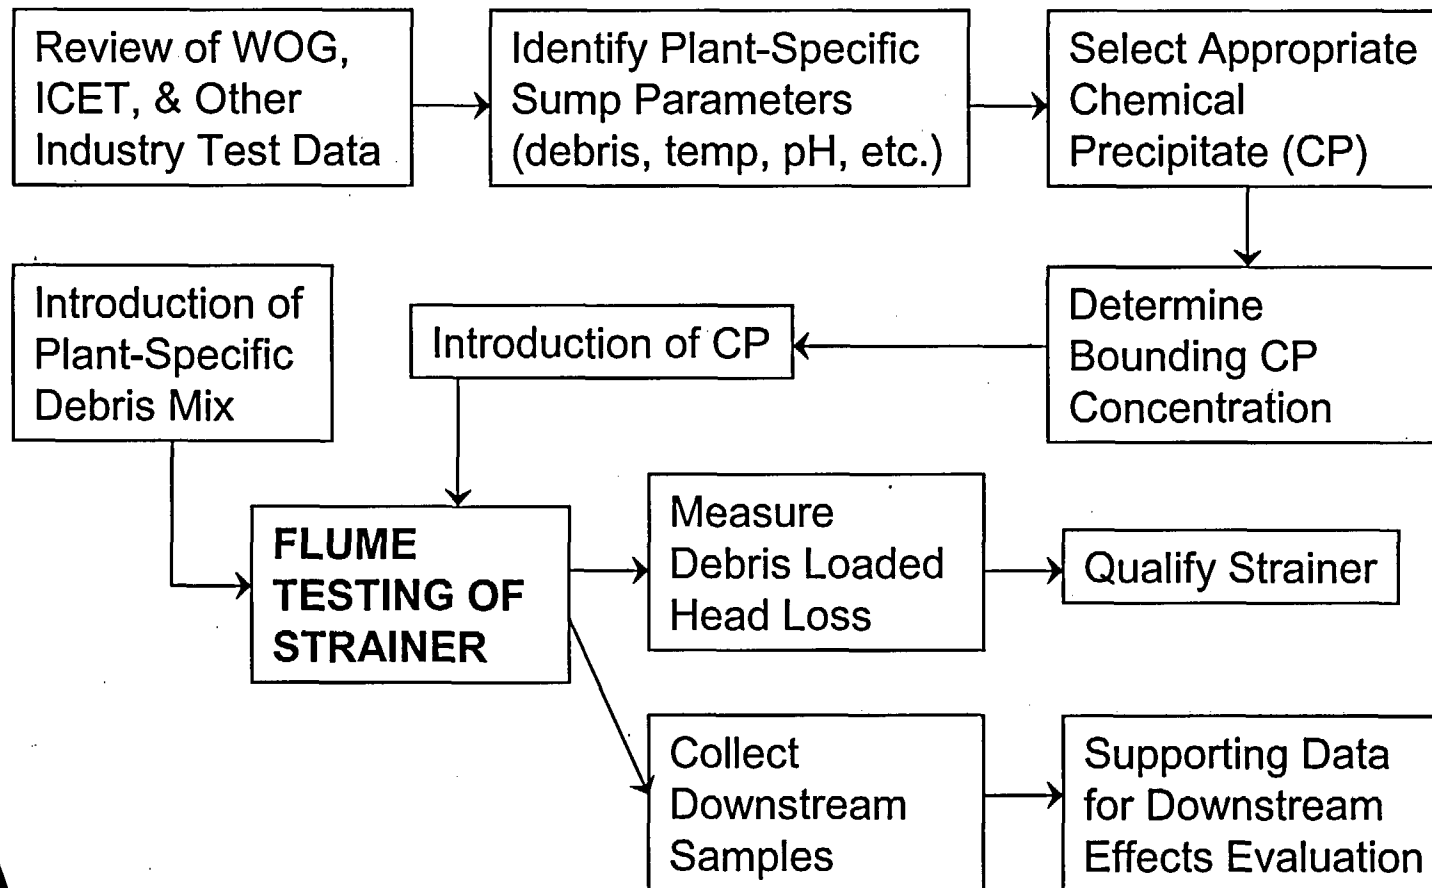 Review of WOG,
ICET, & Other
Industry Test Data
Identify Plant-Specific
Sump Parameters
(debris, temp, pH, etc.)
Select Appropriate
Chemical
Precipitate (CP)
Introduction of
Plant-Specific
Debris Mix
Introduction of CP
Determine
Bounding CP
Concentration
FLUME
TESTING OF
STRAINER
Measure
Debris Loaded
Head Loss
Qualify Strainer
Collect
Downstream
Samples
Supporting Data
for Downstream
Effects Evaluation